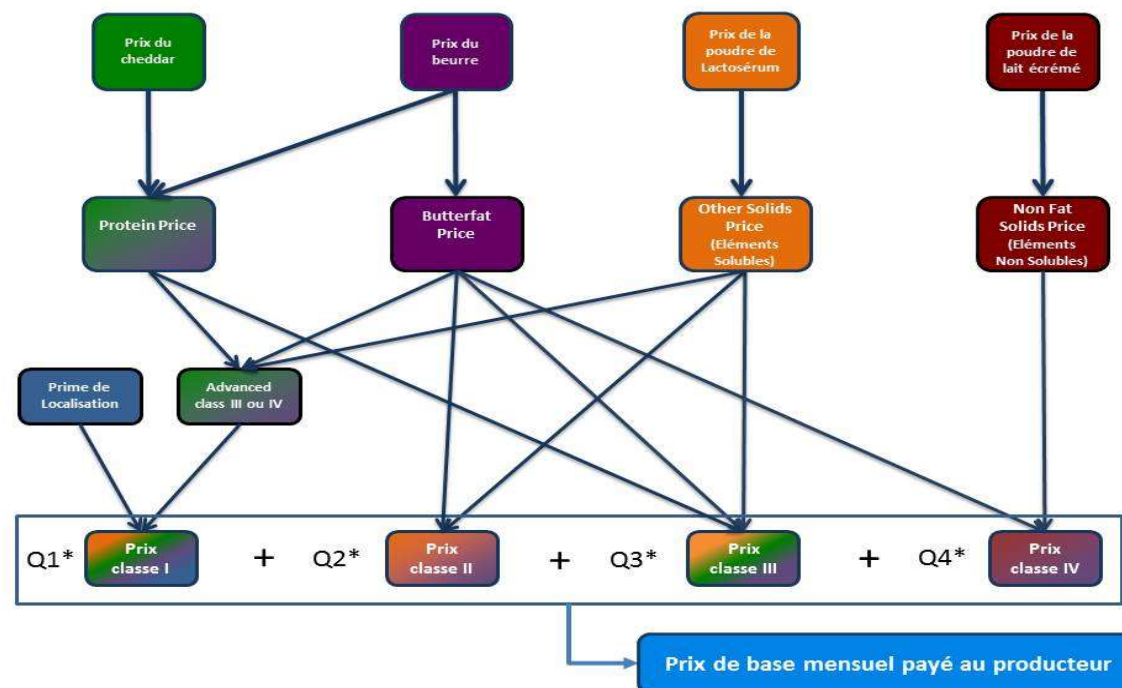 Prix du
cheddar
Prix du
beurre
Prix de la
poudre de
Lactosérum
Prix de la
poudre de
lait écrémé
Protein Price
Butterfat
Price
Other Solids
Price
(Eléments
Solubles)
Non Fat
Solids Price
(Eléments
Non Solubles)
Prime de
Localisation
Advanced
class III ou IV
Q1*
Prix
classe I
+
Q2*
Prix
classe II
+
Q3*
Prix
classe III
+
Q4*
Prix
classe IV
Prix de base mensuel payé au producteur